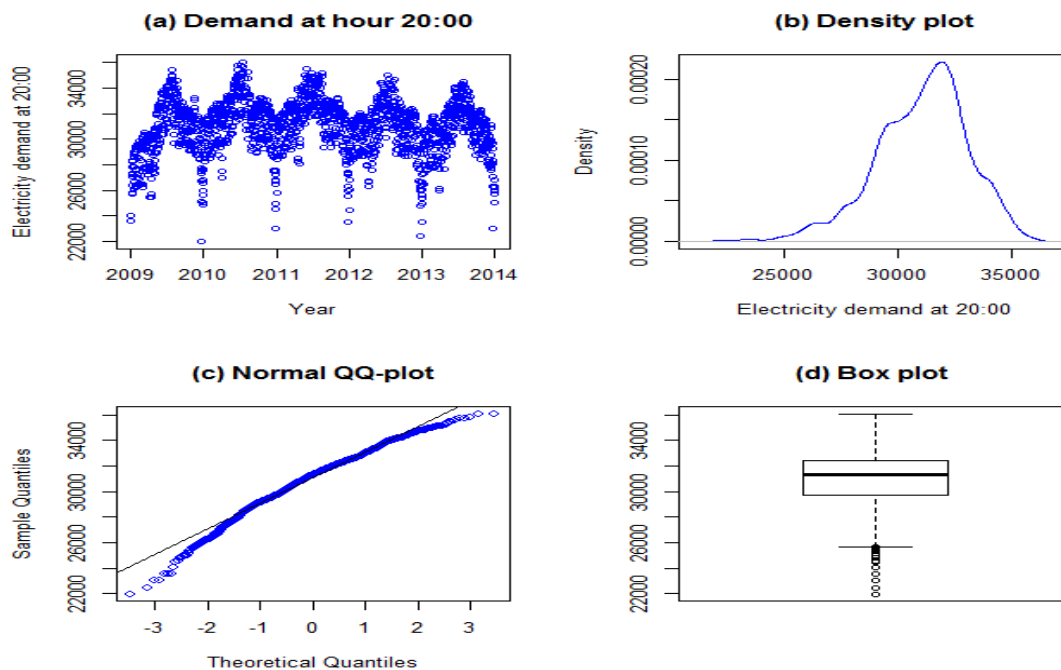 (a) Demand at hour 20:00
Electricity demand at 20:00
22000 26000 30000 34000
2009 2010 2011 2012 2013 2014
Year
(b) Density plot
Density
0.00000 0.00010 0.00020
25000 30000 35000
Electricity demand at 20:00
(c) Normal QQ-plot
Sample Quantiles
22000 26000 30000 34000
-3 -2 -1 0 1 2 3
Theoretical Quantiles
(d) Box plot
22000 26000 30000 34000